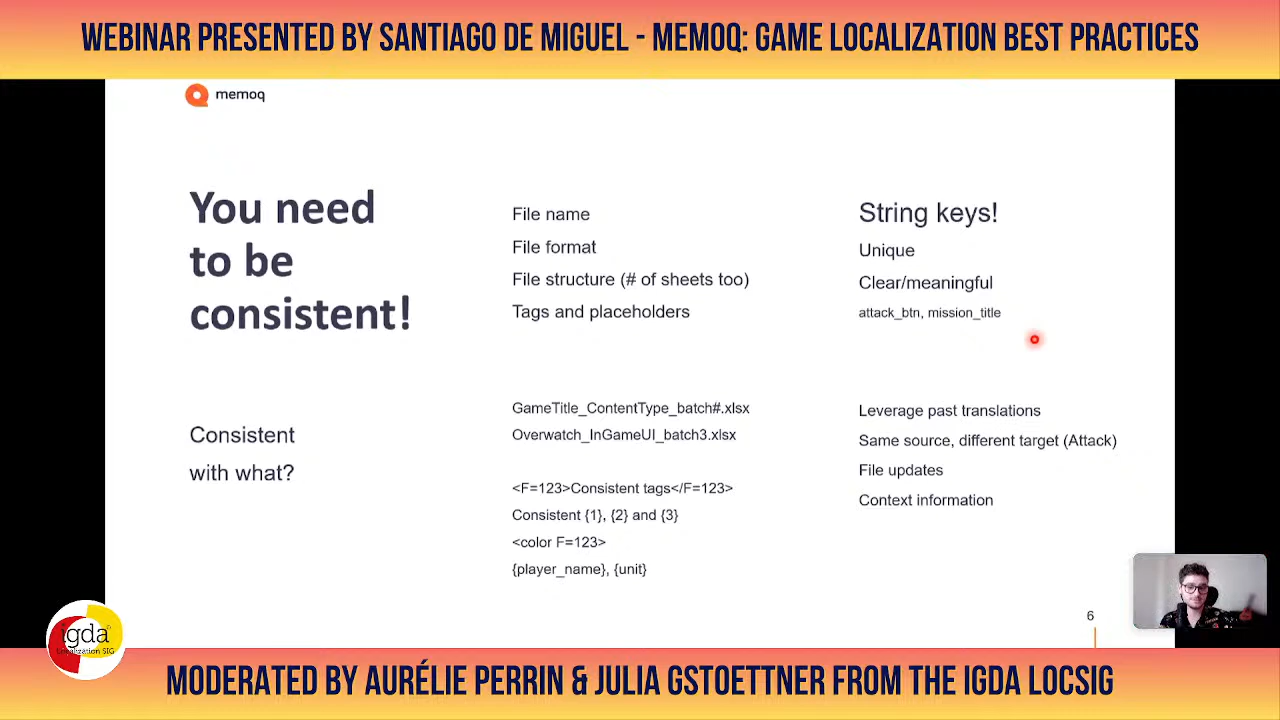 WEBINAR PRESENTED BY SANTIAGO DE MIGUEL - MEMOQ: GAME LOCALIZATION BEST PRACTICES
memoq
You need
to be
consistent!
Consistent
with what?
File name
File format
File structure (# of sheets too)
Tags and placeholders
GameTitle_ContentType_batch#.xlsx
Overwatch_InGameUI_batch3.xlsx
<F=123>Consistent tags</F=123>
Consistent {1}, {2} and {3}
<color F=123>
{player_name}, {unit}
String keys!
Unique
Clear/meaningful
attack_btn, mission_title
Leverage past translations
Same source, different target (Attack)
File updates
Context information
6
igda
Localization SIG
MODERATED BY AURÉLIE PERRIN & JULIA GSTOETTNER FROM THE IGDA LOCSIG